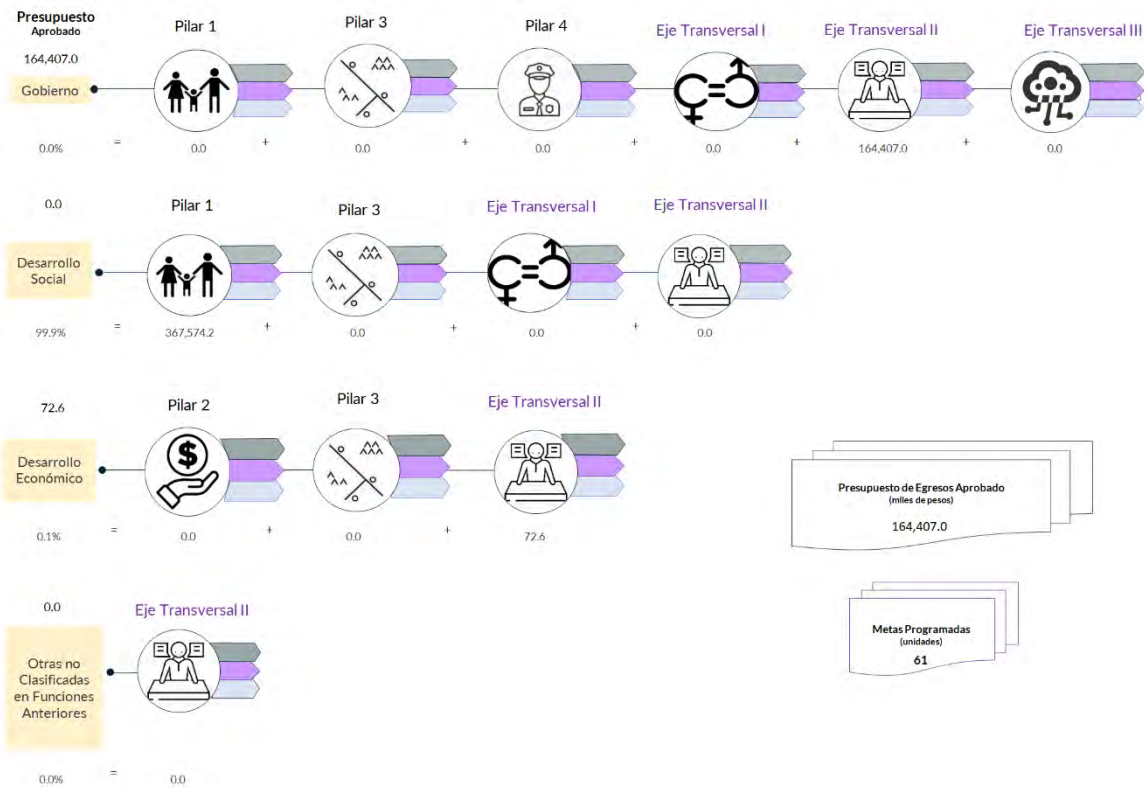 Presupuesto
Aprobado
164,407.0
Pilar 1
Pilar 3
Pilar 4
Eje Transversal I
Eje Transversal II
Eje Transversal III
Gobierno
0.0% = 0.0 + 0.0 + 0.0 + 0.0 + 164,407.0 + 0.0
0.0
Pilar 1
Pilar 3
Eje Transversal I
Eje Transversal II
Desarrollo
Social
99.9% = 367,574.2 + 0.0 + 0.0 + 0.0
72.6
Pilar 2
Pilar 3
Eje Transversal II
Desarrollo
Económico
0.1% = 0.0 + 0.0 + 72.6
Presupuesto de Egresos Aprobado
(miles de pesos)
164,407.0
0.0
Eje Transversal II
Otras no
Clasificadas
en Funciones
Anteriores
0.0% = 0.0
Metas Programadas
(unidades)
61